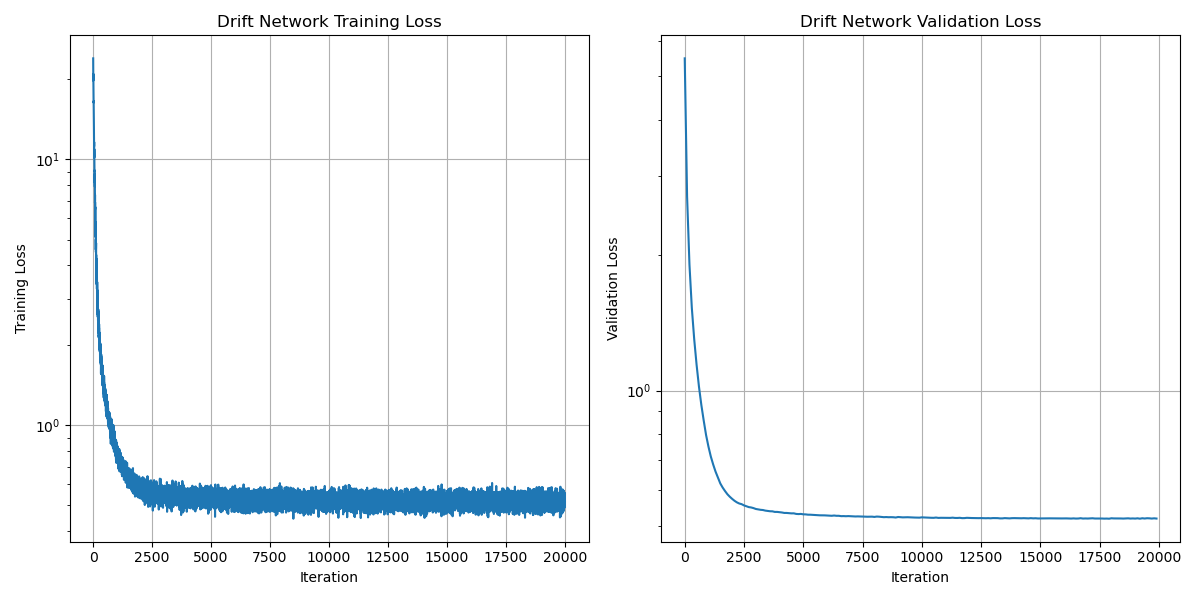 Drift Network Training Loss
Training Loss
10¹
10⁰
0 2500 5000 7500 10000 12500 15000 17500 20000
Iteration
Drift Network Validation Loss
Validation Loss
10⁰
0 2500 5000 7500 10000 12500 15000 17500 20000
Iteration